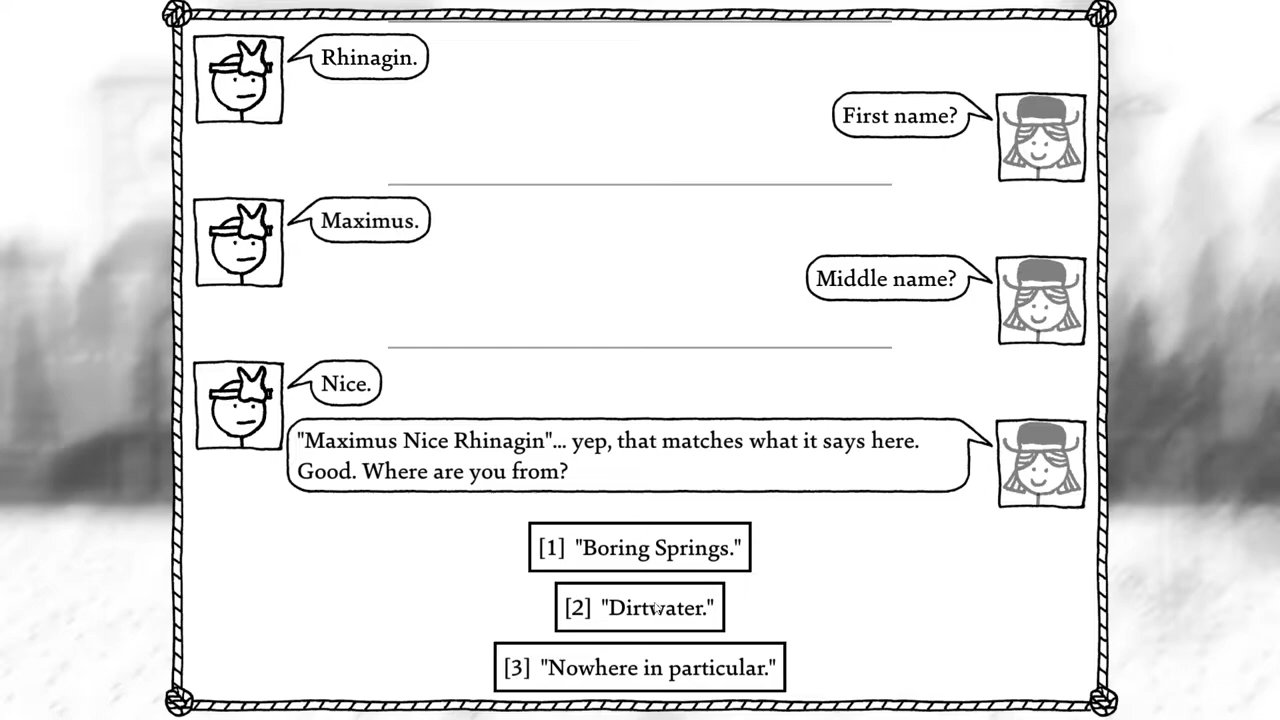 Rhinagin.
First name?
Maximus.
Middle name?
Nice.
"Maximus Nice Rhinagin"... yep, that matches what it says here.
Good. Where are you from?
[1] "Boring Springs."
[2] "Dirtwater."
[3] "Nowhere in particular."